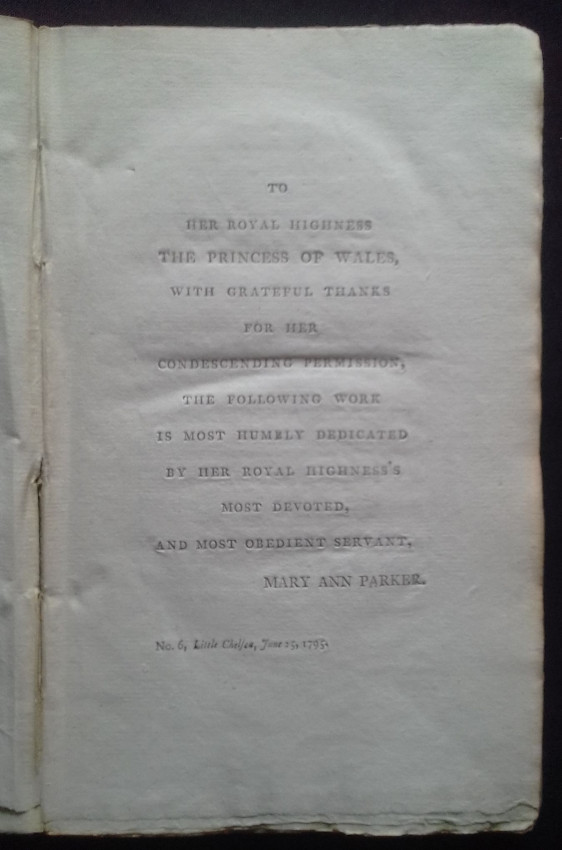 TO
HER ROYAL HIGHNESS
THE PRINCESS OF WALES,
WITH GRATEFUL THANKS
FOR HER
CONDESCENDING PERMISSION,
THE FOLLOWING WORK
IS MOST HUMBLY DEDICATED
BY HER ROYAL HIGHNESS'S
MOST DEVOTED,
AND MOST OBEDIENT SERVANT,
MARY ANN PARKER.
No. 6, Little Chelſea, June 25, 1795.